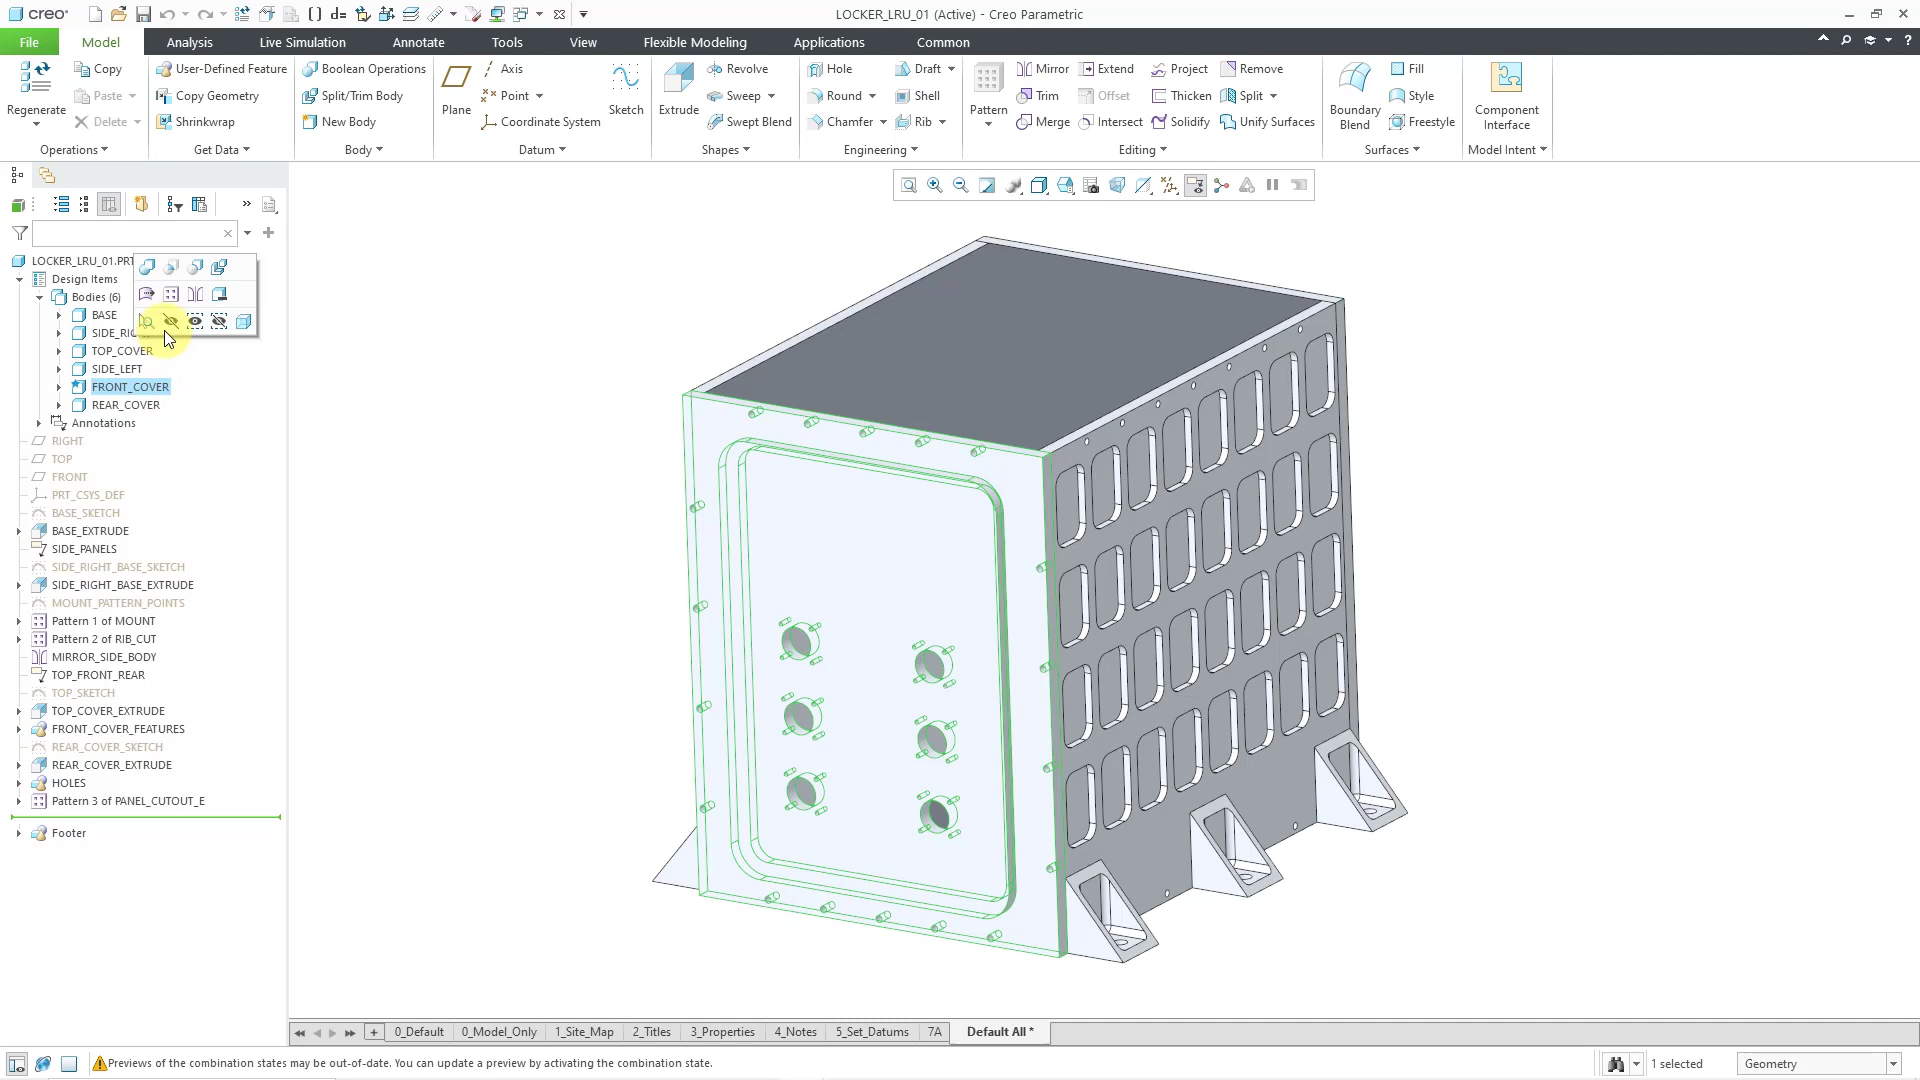 creo
LOCKER_LRU_01 (Active) - Creo Parametric
File
Model
Analysis
Live Simulation
Annotate
Tools
View
Flexible Modeling
Applications
Common
Regenerate
Copy
Paste
Delete
Operations
User-Defined Feature
Copy Geometry
Shrinkwrap
Get Data
Boolean Operations
Split/Trim Body
New Body
Body
Plane
Axis
Point
Coordinate System
Sketch
Datum
Extrude
Revolve
Sweep
Swept Blend
Shapes
Hole
Round
Chamfer
Draft
Shell
Rib
Engineering
Pattern
Mirror
Trim
Merge
Extend
Offset
Intersect
Project
Thicken
Solidify
Remove
Split
Unify Surfaces
Editing
Boundary Blend
Fill
Style
Freestyle
Surfaces
Component Interface
Model Intent
LOCKER_LRU_01.PRT
Design Items
Bodies (6)
BASE
SIDE_RIG
TOP_COVER
SIDE_LEFT
FRONT_COVER
REAR_COVER
Annotations
RIGHT
TOP
FRONT
PRT_CSYS_DEF
BASE_SKETCH
BASE_EXTRUDE
SIDE_PANELS
SIDE_RIGHT_BASE_SKETCH
SIDE_RIGHT_BASE_EXTRUDE
MOUNT_PATTERN_POINTS
Pattern 1 of MOUNT
Pattern 2 of RIB_CUT
MIRROR_SIDE_BODY
TOP_FRONT_REAR
TOP_SKETCH
TOP_COVER_EXTRUDE
FRONT_COVER_FEATURES
REAR_COVER_SKETCH
REAR_COVER_EXTRUDE
HOLES
Pattern 3 of PANEL_CUTOUT_E
Footer
0_Default
0_Model_Only
1_Site_Map
2_Titles
3_Properties
4_Notes
5_Set_Datums
7A
Default All *
Previews of the combination states may be out-of-date. You can update a preview by activating the combination state.
1 selected
Geometry